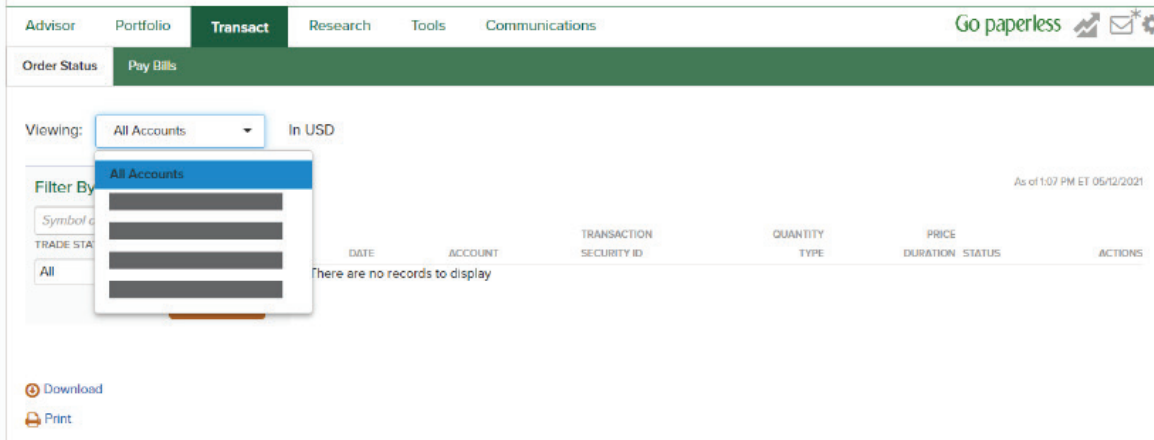 Advisor Portfolio Transact Research Tools Communications Go paperless
Order Status Pay Bills
Viewing: All Accounts In USD
All Accounts
Filter By
As of 1:07 PM ET 05/12/2021
Symbol
TRANSACTION QUANTITY PRICE
TRADE
DATE ACCOUNT SECURITY ID TYPE DURATION STATUS ACTIONS
All
There are no records to display
Download
Print